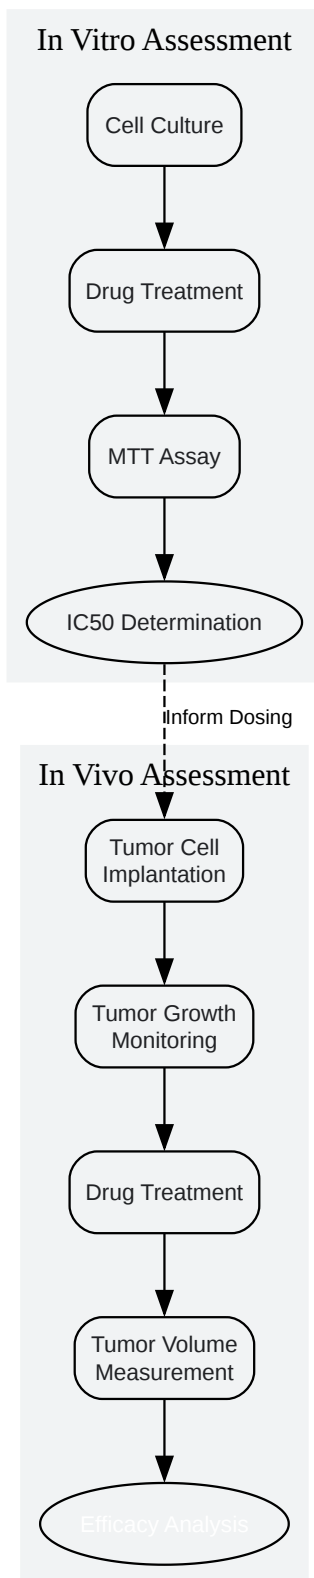 In Vitro Assessment
Cell Culture
Drug Treatment
MTT Assay
IC50 Determination
Inform Dosing
In Vivo Assessment
Tumor Cell
Implantation
Tumor Growth
Monitoring
Drug Treatment
Tumor Volume
Measurement
Efficacy Analysis